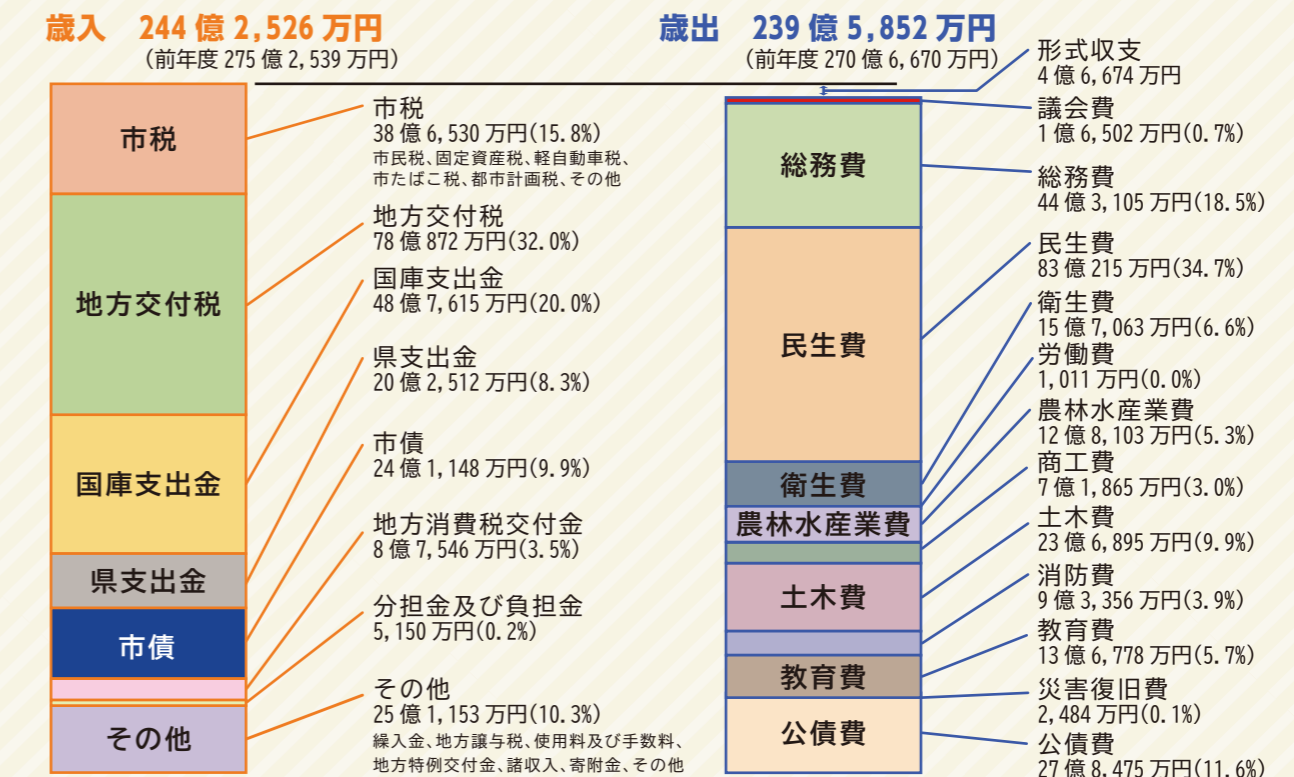 歳入 244億2,526万円
(前年度275億2,539万円)
市税
地方交付税
国庫支出金
県支出金
市債
その他
市税
38億6,530万円(15.8%)
市民税、固定資産税、軽自動車税、
市たばこ税、都市計画税、その他
地方交付税
78億872万円(32.0%)
国庫支出金
48億7,615万円(20.0%)
県支出金
20億2,512万円(8.3%)
市債
24億1,148万円(9.9%)
地方消費税交付金
8億7,546万円(3.5%)
分担金及び負担金
5,150万円(0.2%)
その他
25億1,153万円(10.3%)
繰入金、地方譲与税、使用料及び手数料、
地方特例交付金、諸収入、寄附金、その他
歳出 239億5,852万円
(前年度270億6,670万円)
総務費
民生費
衛生費
農林水産業費
土木費
教育費
公債費
形式収支
4億6,674万円
議会費
1億6,502万円(0.7%)
総務費
44億3,105万円(18.5%)
民生費
83億215万円(34.7%)
衛生費
15億7,063万円(6.6%)
労働費
1,011万円(0.0%)
農林水産業費
12億8,103万円(5.3%)
商工費
7億1,865万円(3.0%)
土木費
23億6,895万円(9.9%)
消防費
9億3,356万円(3.9%)
教育費
13億6,778万円(5.7%)
災害復旧費
2,484万円(0.1%)
公債費
27億8,475万円(11.6%)